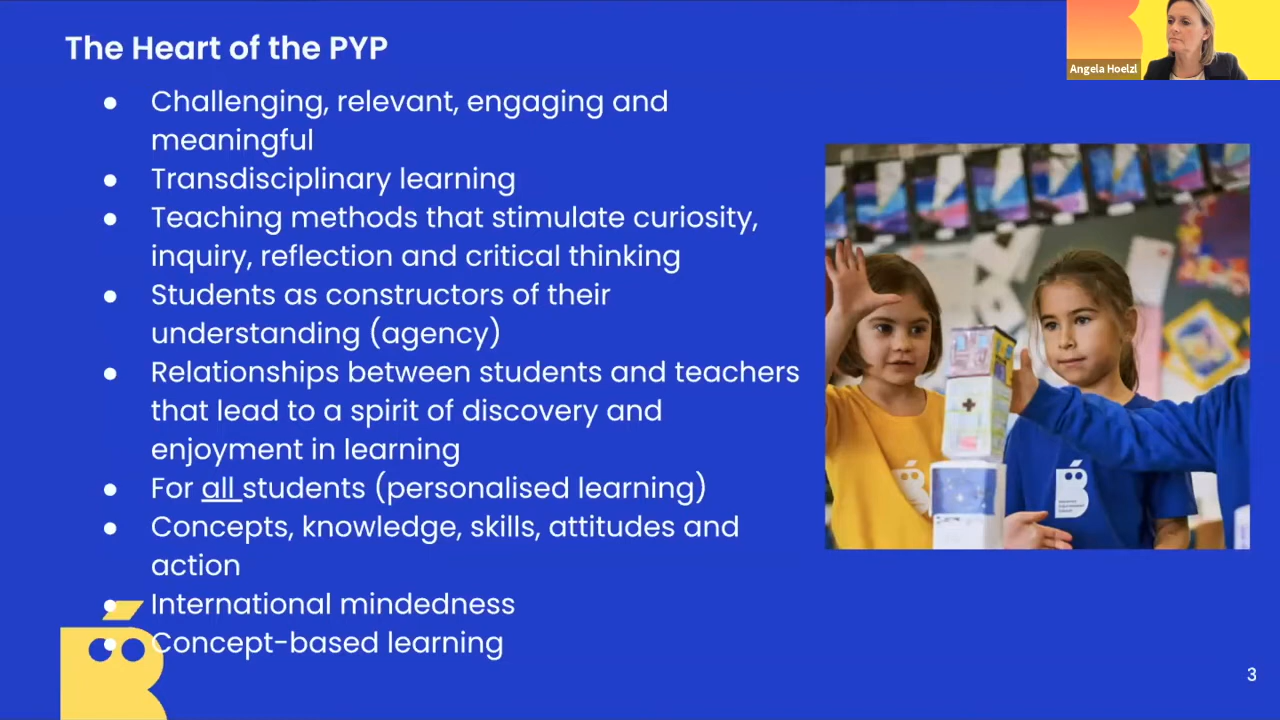 The Heart of the PYP
Angela Hoelzl
● Challenging, relevant, engaging and
meaningful
● Transdisciplinary learning
● Teaching methods that stimulate curiosity,
inquiry, reflection and critical thinking
● Students as constructors of their
understanding (agency)
● Relationships between students and teachers
that lead to a spirit of discovery and
enjoyment in learning
● For all students (personalised learning)
● Concepts, knowledge, skills, attitudes and
action
● International mindedness
● Concept-based learning
3